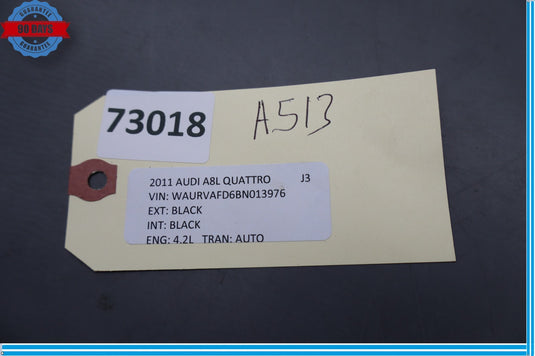 GUARANTEE
90 DAYS
GUARANTEE
73018
A513
2011 AUDI A8L QUATTRO J3
VIN: WAURVAFD6BN013976
EXT: BLACK
INT: BLACK
ENG: 4.2L TRAN: AUTO